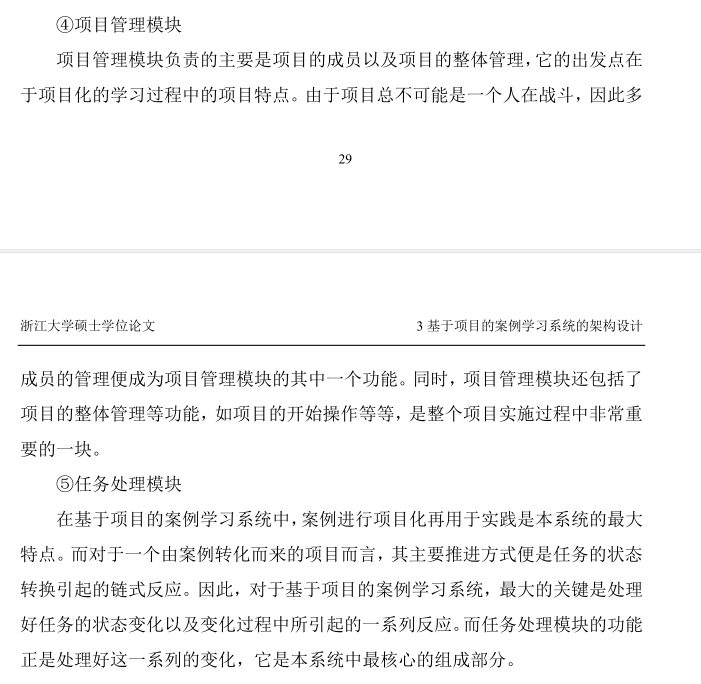 ④项目管理模块
项目管理模块负责的主要是项目的成员以及项目的整体管理，它的出发点在
于项目化的学习过程中的项目特点。由于项目总不可能是一个人在战斗，因此多
29
浙江大学硕士学位论文 3 基于项目的案例学习系统的架构设计
成员的管理便成为项目管理模块的其中一个功能。同时，项目管理模块还包括了
项目的整体管理等功能，如项目的开始操作等等，是整个项目实施过程中非常重
要的一块。
⑤任务处理模块
在基于项目的案例学习系统中，案例进行项目化再用于实践是本系统的最大
特点。而对于一个由案例转化而来的项目而言，其主要推进方式便是任务的状态
转换引起的链式反应。因此，对于基于项目的案例学习系统，最大的关键是处理
好任务的状态变化以及变化过程中所引起的一系列反应。而任务处理模块的功能
正是处理好这一系列的变化，它是本系统中最核心的组成部分。